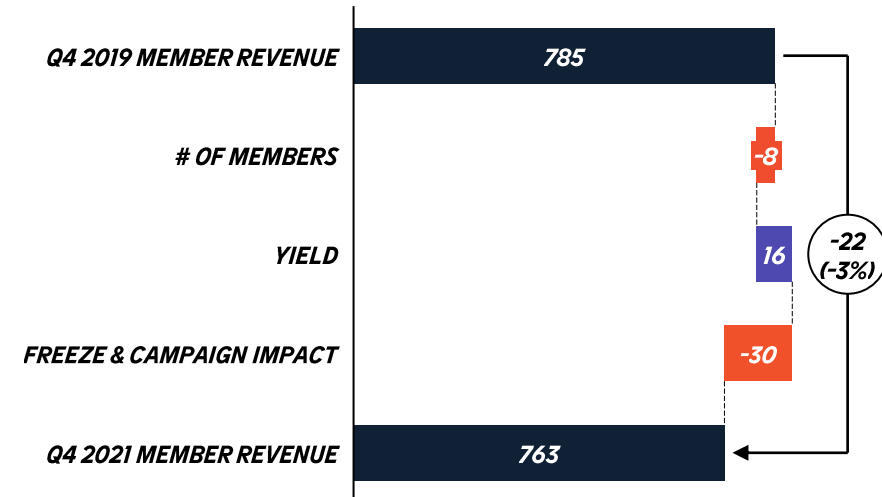 Q4 2019 MEMBER REVENUE
785
# OF MEMBERS
-8
YIELD
16
-22
(-3%)
FREEZE & CAMPAIGN IMPACT
-30
Q4 2021 MEMBER REVENUE
763